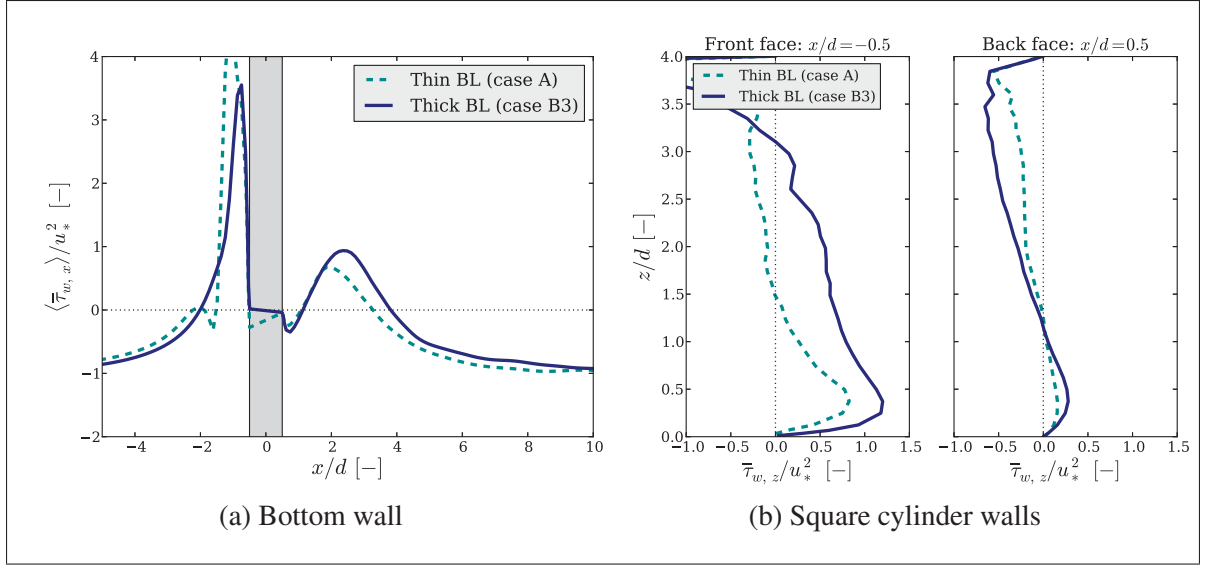 Front face: x/d=−0.5
Back face: x/d=0.5
Thin BL (case A)
Thick BL (case B3)
Thin BL (case A)
Thick BL (case B3)
⟨τ̅_{w, x}⟩/u_*^2 [−]
4
3
2
1
0
−1
−2
−4 −2 0 2 4 6 8 10
x/d [−]
z/d [−]
4.0
3.5
3.0
2.5
2.0
1.5
1.0
0.5
0.0
−1.0 −0.5 0.0 0.5 1.0 1.5
−1.0 −0.5 0.0 0.5 1.0 1.5
τ̅_{w, z}/u_*^2 [−]
τ̅_{w, z}/u_*^2 [−]
(a) Bottom wall
(b) Square cylinder walls